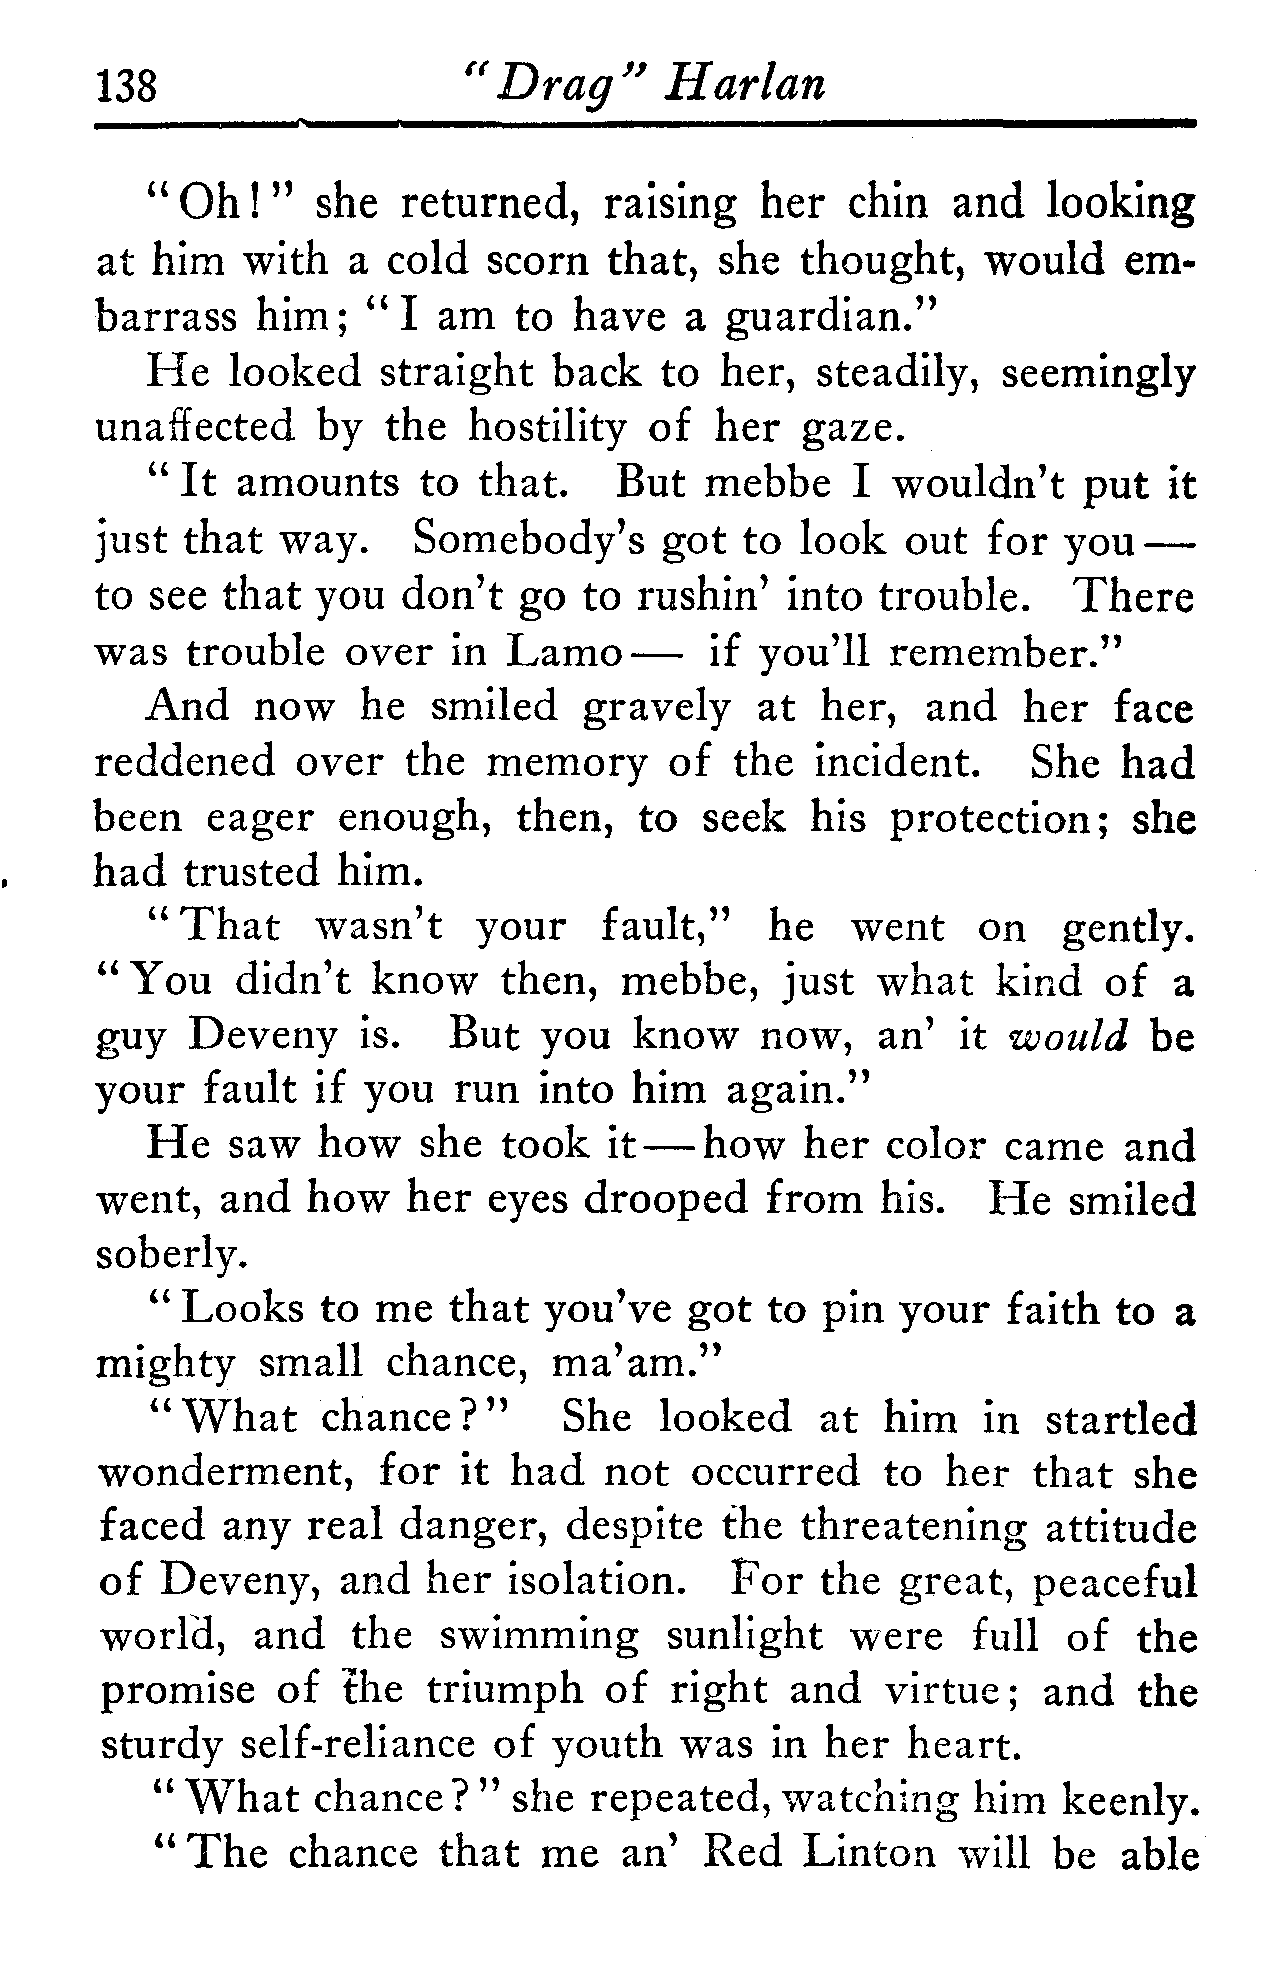 138 "Drag" Harlan
"Oh!" she returned, raising her chin and looking
at him with a cold scorn that, she thought, would em-
barrass him; "I am to have a guardian."
He looked straight back to her, steadily, seemingly
unaffected by the hostility of her gaze.
"It amounts to that. But mebbe I wouldn't put it
just that way. Somebody's got to look out for you—
to see that you don't go to rushin' into trouble. There
was trouble over in Lamo— if you'll remember."
And now he smiled gravely at her, and her face
reddened over the memory of the incident. She had
been eager enough, then, to seek his protection; she
had trusted him.
"That wasn't your fault," he went on gently.
"You didn't know then, mebbe, just what kind of a
guy Deveny is. But you know now, an' it would be
your fault if you run into him again."
He saw how she took it—how her color came and
went, and how her eyes drooped from his. He smiled
soberly.
"Looks to me that you've got to pin your faith to a
mighty small chance, ma'am."
"What chance?" She looked at him in startled
wonderment, for it had not occurred to her that she
faced any real danger, despite the threatening attitude
of Deveny, and her isolation. For the great, peaceful
world, and the swimming sunlight were full of the
promise of the triumph of right and virtue; and the
sturdy self-reliance of youth was in her heart.
"What chance?" she repeated, watching him keenly.
"The chance that me an' Red Linton will be able